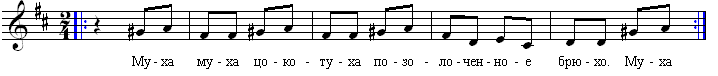 Му - ха му - ха цо - ко - ту - ха по - зо - ло - чен - но - е брю - хо. Му - ха